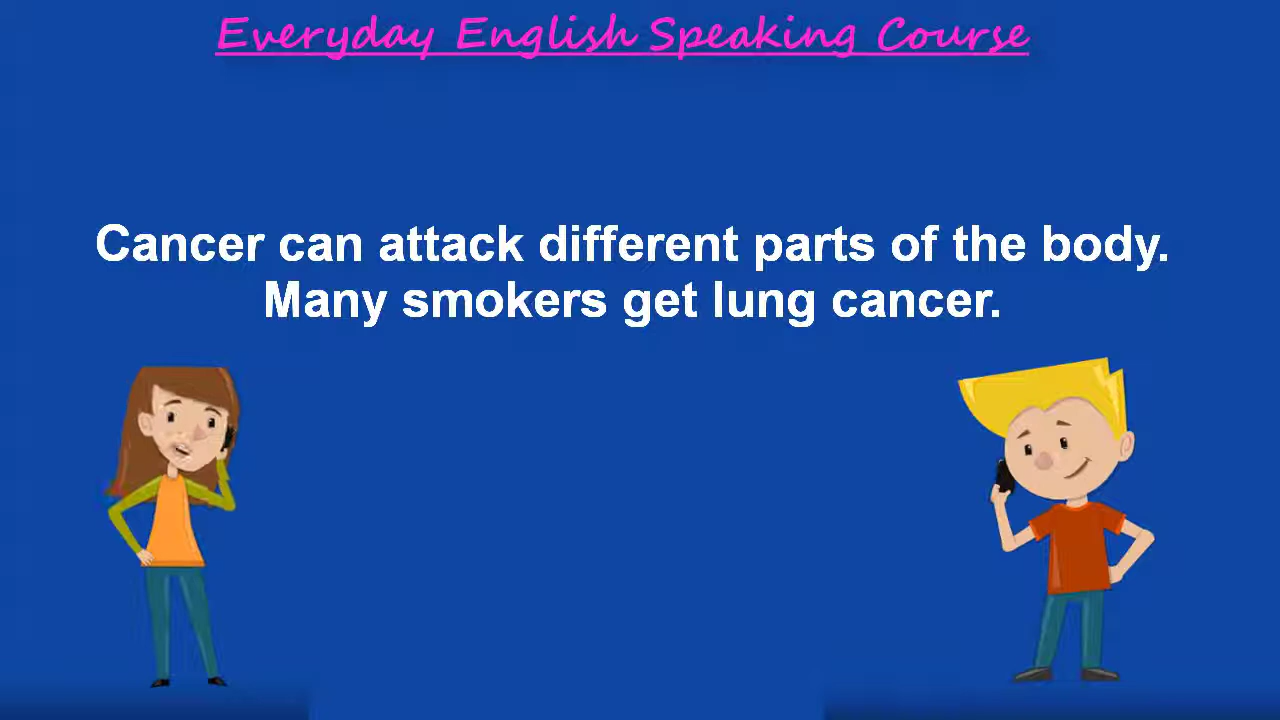 Everyday English Speaking Course
Cancer can attack different parts of the body.
Many smokers get lung cancer.